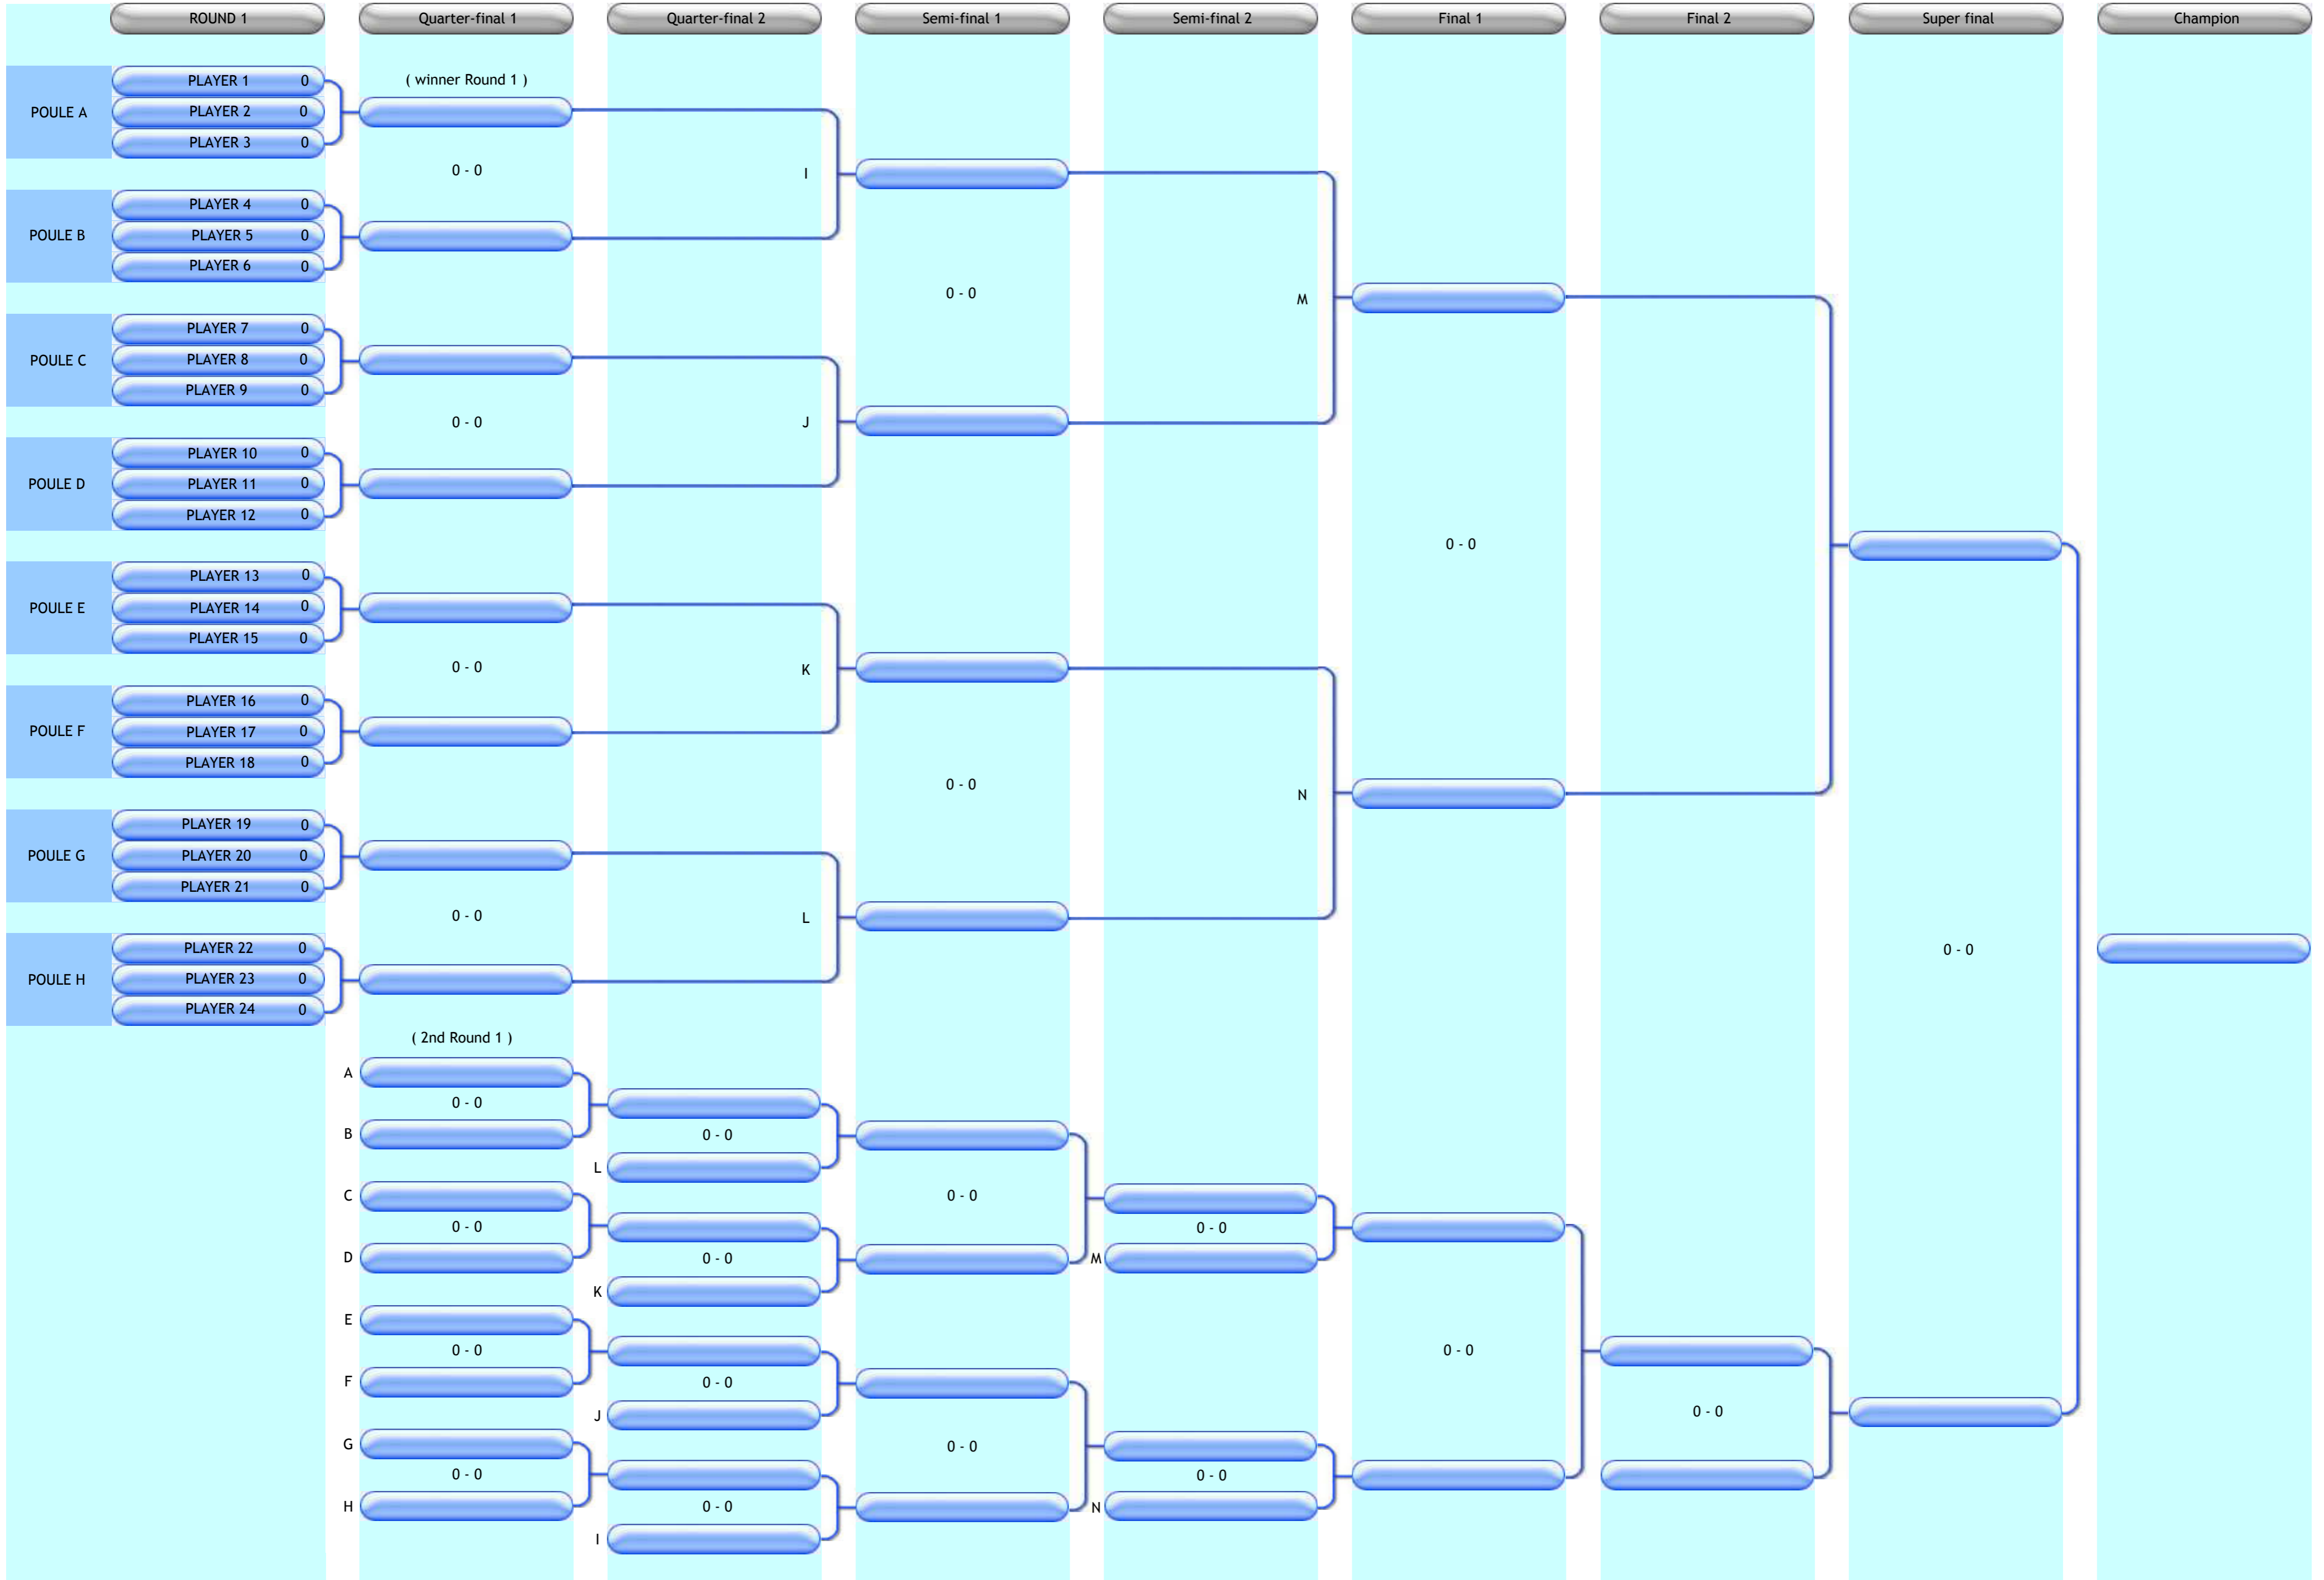 ROUND 1 Quarter-final 1 Quarter-final 2 Semi-final 1 Semi-final 2 Final 1 Final 2 Super final Champion
PLAYER 1 0 ( winner Round 1 )
POULE A PLAYER 2 0
PLAYER 3 0
0 - 0 I
PLAYER 4 0
POULE B PLAYER 5 0
PLAYER 6 0
0 - 0 M
PLAYER 7 0
POULE C PLAYER 8 0
PLAYER 9 0
0 - 0 J
PLAYER 10 0
POULE D PLAYER 11 0
PLAYER 12 0
0 - 0
PLAYER 13 0
POULE E PLAYER 14 0
PLAYER 15 0
0 - 0 K
PLAYER 16 0
POULE F PLAYER 17 0
PLAYER 18 0
0 - 0 N
PLAYER 19 0
POULE G PLAYER 20 0
PLAYER 21 0
0 - 0 L
PLAYER 22 0 0 - 0
POULE H PLAYER 23 0
PLAYER 24 0
( 2nd Round 1 )
A
0 - 0
B 0 - 0
L
C 0 - 0
0 - 0 0 - 0
D 0 - 0 M
K
E
0 - 0 0 - 0
F 0 - 0
J 0 - 0
G 0 - 0
0 - 0 0 - 0
H 0 - 0 N
I